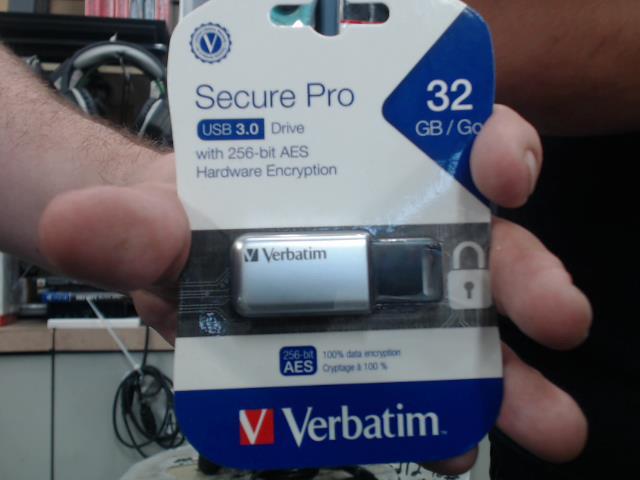 Secure Pro
USB 3.0 Drive
with 256-bit AES
Hardware Encryption
32
GB / Go
Verbatim
256-bit
AES
100% data encryption
Cryptage à 100 %
Verbatim